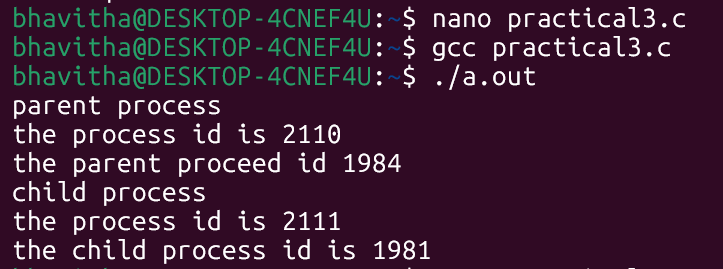 bhavitha@DESKTOP-4CNEF4U:~$ nano practical3.c
bhavitha@DESKTOP-4CNEF4U:~$ gcc practical3.c
bhavitha@DESKTOP-4CNEF4U:~$ ./a.out
parent process
the process id is 2110
the parent proceed id 1984
child process
the process id is 2111
the child process id is 1981